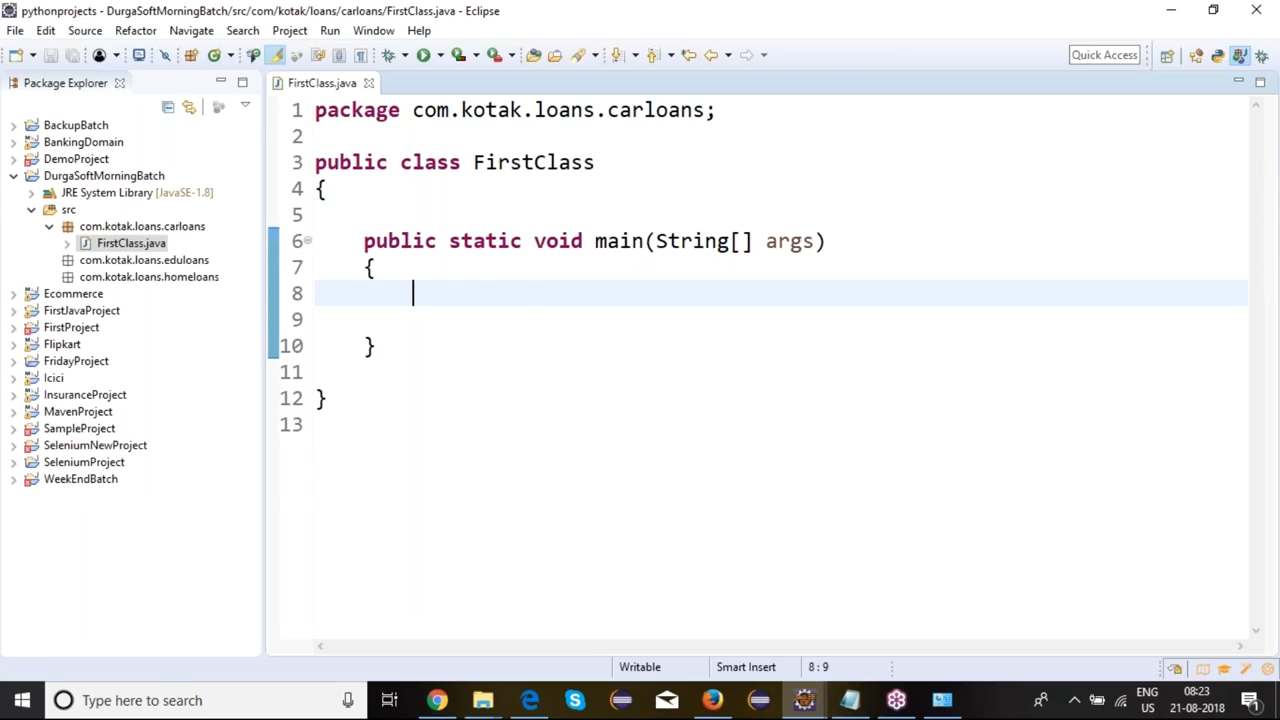 pythonprojects - DurgaSoftMorningBatch/src/com/kotak/loans/carloans/FirstClass.java - Eclipse
File Edit Source Refactor Navigate Search Project Run Window Help
Quick Access
Package Explorer
BackupBatch
BankingDomain
DemoProject
DurgaSoftMorningBatch
JRE System Library [JavaSE-1.8]
src
com.kotak.loans.carloans
FirstClass.java
com.kotak.loans.eduloans
com.kotak.loans.homeloans
Ecommerce
FirstJavaProject
FirstProject
Flipkart
FridayProject
Icici
InsuranceProject
MavenProject
SampleProject
SeleniumNewProject
SeleniumProject
WeekEndBatch
FirstClass.java
1 package com.kotak.loans.carloans;
2
3 public class FirstClass
4 {
5
6 public static void main(String[] args)
7 {
8
9
10 }
11
12 }
13
Writable Smart Insert 8 : 9
Type here to search
ENG 08:23
US 21-08-2018
1